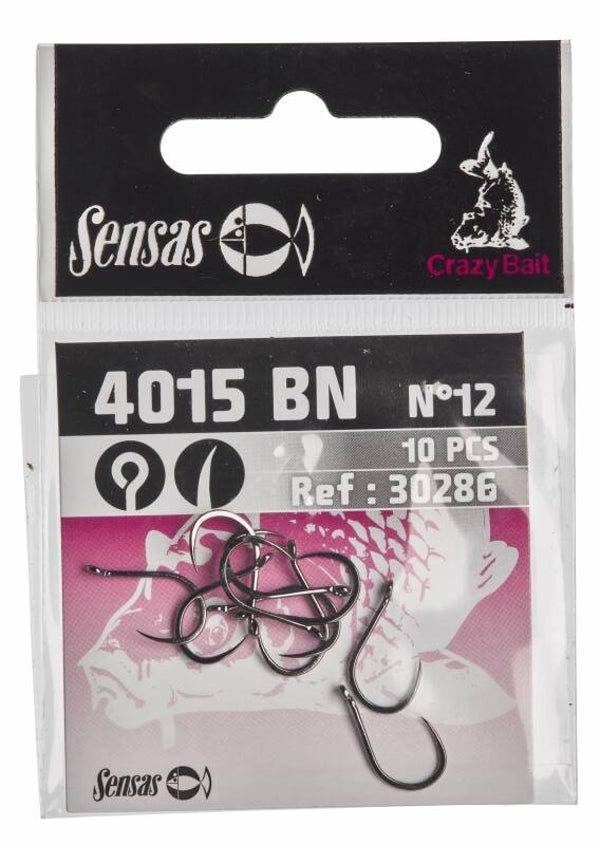 Sensas
Crazy Bait
4015 BN N°12
10 PCS
Ref : 30286
Sensas